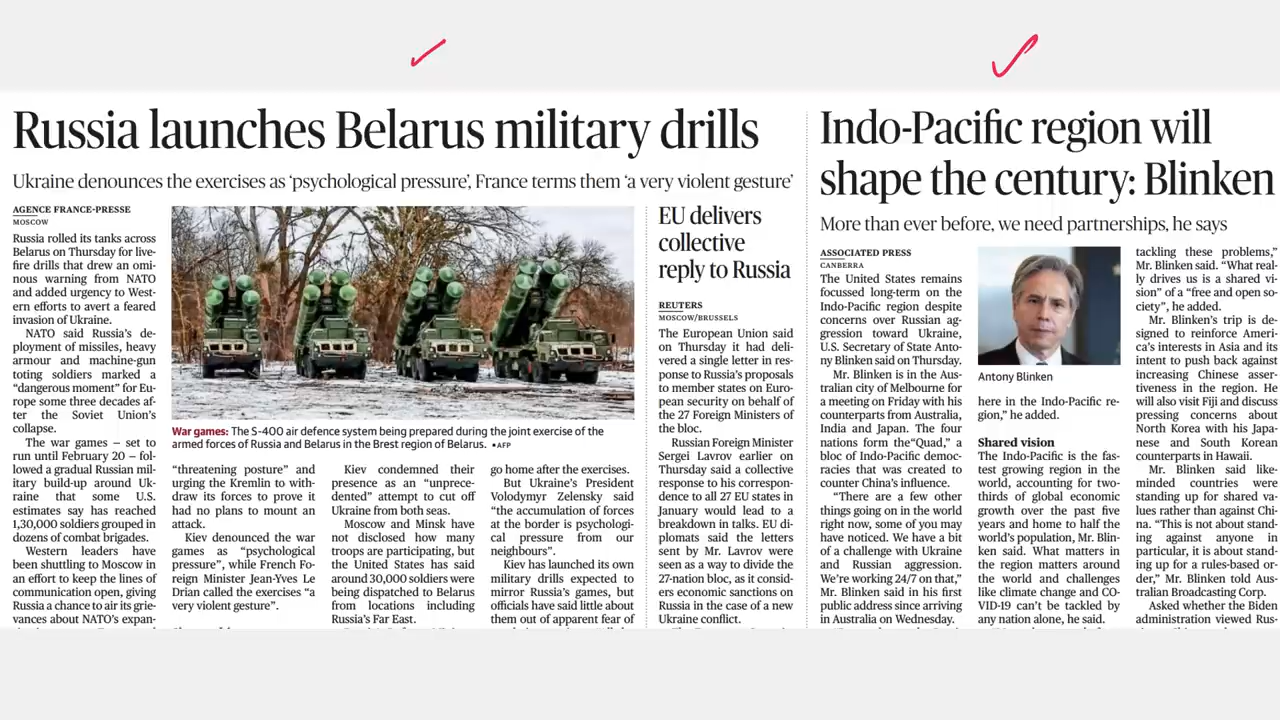 Russia launches Belarus military drills
Ukraine denounces the exercises as ‘psychological pressure’, France terms them ‘a very violent gesture’
AGENCE FRANCE-PRESSE
MOSCOW
Russia rolled its tanks across
Belarus on Thursday for live-
fire drills that drew an omi-
nous warning from NATO
and added urgency to West-
ern efforts to avert a feared
invasion of Ukraine.
NATO said Russia’s de-
ployment of missiles, heavy
armour and machine-gun
toting soldiers marked a
“dangerous moment” for Eu-
rope some three decades af-
ter the Soviet Union’s
collapse.
The war games — set to
run until February 20 — fol-
lowed a gradual Russian mil-
itary build-up around Uk-
raine that some U.S.
estimates say has reached
1,30,000 soldiers grouped in
dozens of combat brigades.
Western leaders have
been shuttling to Moscow in
an effort to keep the lines of
communication open, giving
Russia a chance to air its grie-
vances about NATO’s expan-
War games: The S-400 air defence system being prepared during the joint exercise of the
armed forces of Russia and Belarus in the Brest region of Belarus. • AFP
“threatening posture” and
urging the Kremlin to with-
draw its forces to prove it
had no plans to mount an
attack.
Kiev denounced the war
games as “psychological
pressure”, while French Fo-
reign Minister Jean-Yves Le
Drian called the exercises “a
very violent gesture”.
Kiev condemned their
presence as an “unprece-
dented” attempt to cut off
Ukraine from both seas.
Moscow and Minsk have
not disclosed how many
troops are participating, but
the United States has said
around 30,000 soldiers were
being dispatched to Belarus
from locations including
Russia’s Far East.
go home after the exercises.
But Ukraine’s President
Volodymyr Zelensky said
“the accumulation of forces
at the border is psychologi-
cal pressure from our
neighbours”.
Kiev has launched its own
military drills expected to
mirror Russia’s games, but
officials have said little about
them out of apparent fear of
EU delivers
collective
reply to Russia
REUTERS
MOSCOW/BRUSSELS
The European Union said
on Thursday it had deli-
vered a single letter in res-
ponse to Russia’s proposals
to member states on Euro-
pean security on behalf of
the 27 Foreign Ministers of
the bloc.
Russian Foreign Minister
Sergei Lavrov earlier on
Thursday said a collective
response to his correspon-
dence to all 27 EU states in
January would lead to a
breakdown in talks. EU di-
plomats said the letters
sent by Mr. Lavrov were
seen as a way to divide the
27-nation bloc, as it consid-
ers economic sanctions on
Russia in the case of a new
Ukraine conflict.
Indo-Pacific region will
shape the century: Blinken
More than ever before, we need partnerships, he says
ASSOCIATED PRESS
CANBERRA
The United States remains
focussed long-term on the
Indo-Pacific region despite
concerns over Russian ag-
gression toward Ukraine,
U.S. Secretary of State Anto-
ny Blinken said on Thursday.
Mr. Blinken is in the Aus-
tralian city of Melbourne for
a meeting on Friday with his
counterparts from Australia,
India and Japan. The four
nations form the“Quad,” a
bloc of Indo-Pacific democ-
racies that was created to
counter China’s influence.
“There are a few other
things going on in the world
right now, some of you may
have noticed. We have a bit
of a challenge with Ukraine
and Russian aggression.
We’re working 24/7 on that,”
Mr. Blinken said in his first
public address since arriving
in Australia on Wednesday.
Antony Blinken
here in the Indo-Pacific re-
gion,” he added.
Shared vision
The Indo-Pacific is the fas-
test growing region in the
world, accounting for two-
thirds of global economic
growth over the past five
years and home to half the
world’s population, Mr. Blin-
ken said. What matters in
the region matters around
the world and challenges
like climate change and CO-
VID-19 can’t be tackled by
any nation alone, he said.
tackling these problems,”
Mr. Blinken said. “What real-
ly drives us is a shared vi-
sion” of a “free and open so-
ciety”, he added.
Mr. Blinken’s trip is de-
signed to reinforce Ameri-
ca’s interests in Asia and its
intent to push back against
increasing Chinese asser-
tiveness in the region. He
will also visit Fiji and discuss
pressing concerns about
North Korea with his Japa-
nese and South Korean
counterparts in Hawaii.
Mr. Blinken said like-
minded countries were
standing up for shared va-
lues rather than against Chi-
na. “This is not about stand-
ing against anyone in
particular, it is about stand-
ing up for a rules-based or-
der,” Mr. Blinken told Aus-
tralian Broadcasting Corp.
Asked whether the Biden
administration viewed Rus-